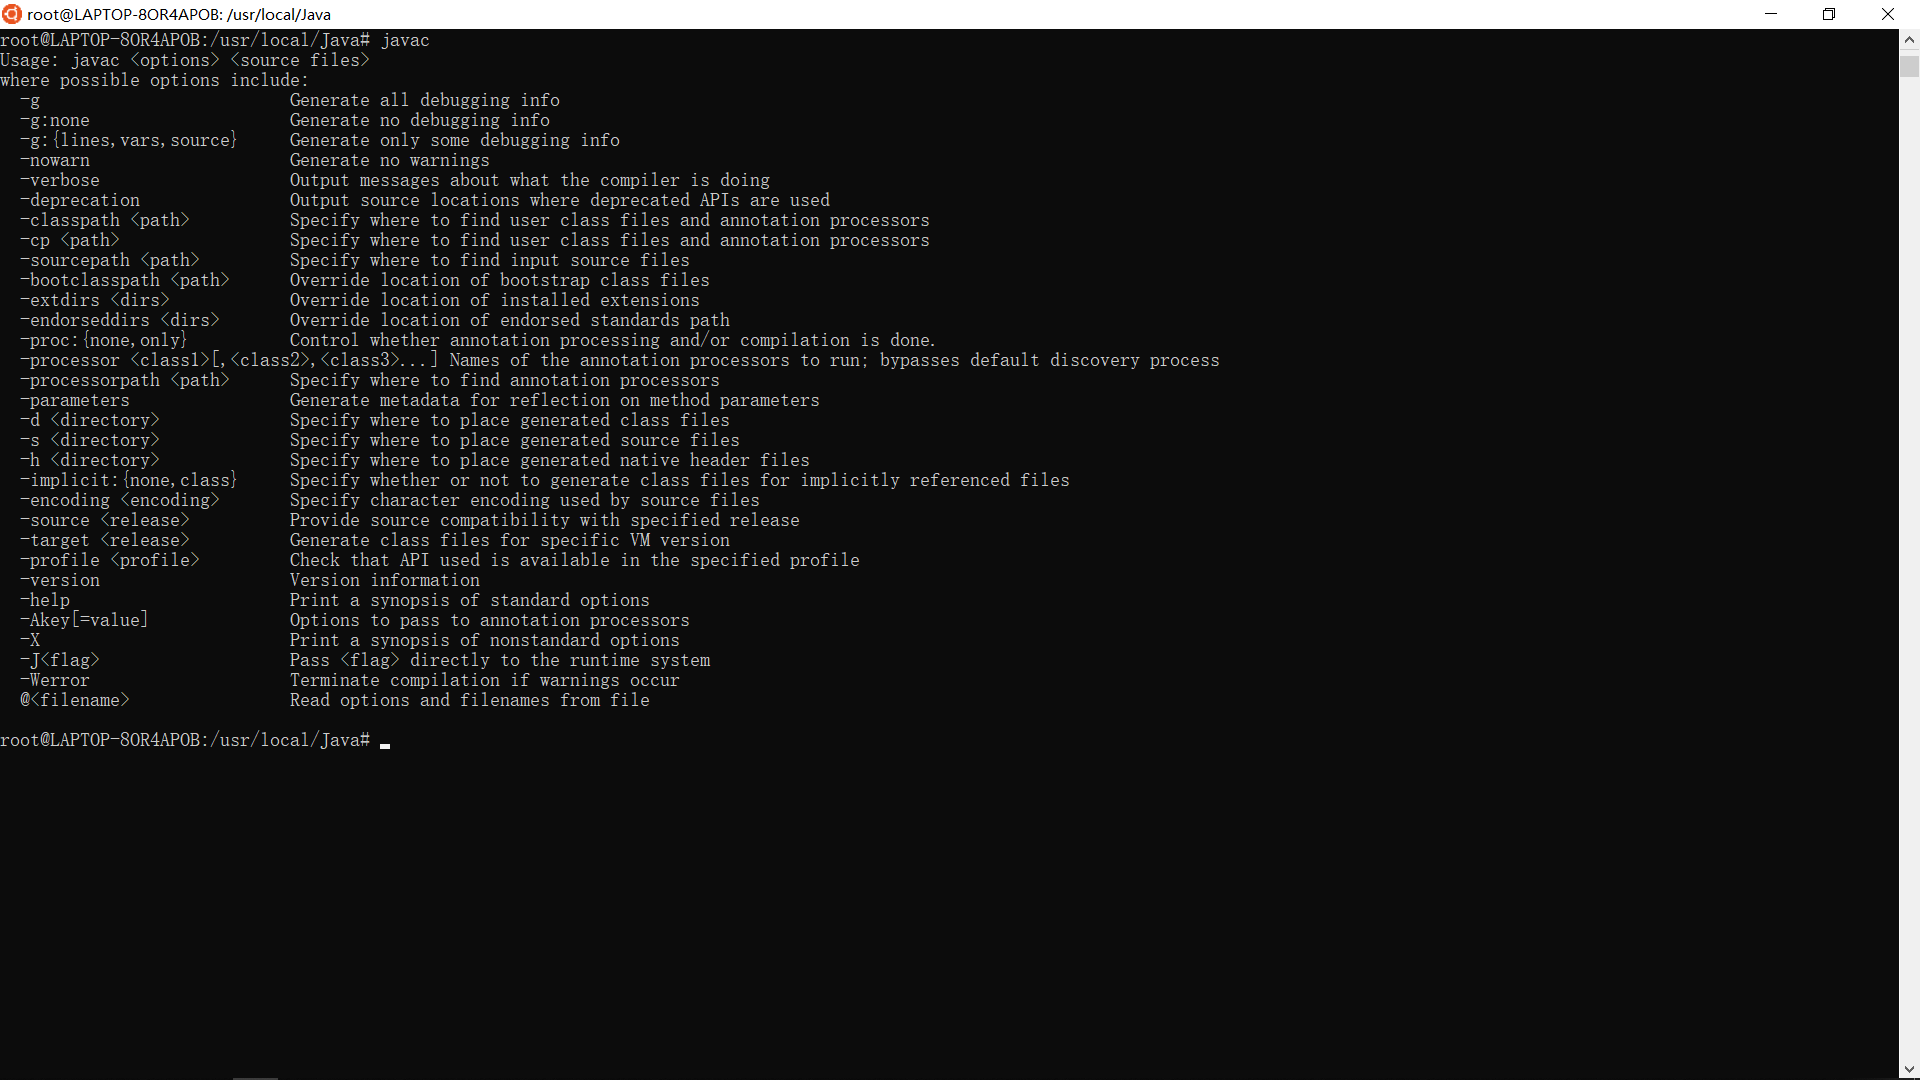 root@LAPTOP-8OR4APOB: /usr/local/Java
root@LAPTOP-8OR4APOB:/usr/local/Java# javac
Usage: javac <options> <source files>
where possible options include:
  -g                         Generate all debugging info
  -g:none                    Generate no debugging info
  -g:{lines,vars,source}     Generate only some debugging info
  -nowarn                    Generate no warnings
  -verbose                   Output messages about what the compiler is doing
  -deprecation               Output source locations where deprecated APIs are used
  -classpath <path>          Specify where to find user class files and annotation processors
  -cp <path>                 Specify where to find user class files and annotation processors
  -sourcepath <path>         Specify where to find input source files
  -bootclasspath <path>      Override location of bootstrap class files
  -extdirs <dirs>            Override location of installed extensions
  -endorseddirs <dirs>       Override location of endorsed standards path
  -proc:{none,only}          Control whether annotation processing and/or compilation is done.
  -processor <class1>[,<class2>,<class3>...] Names of the annotation processors to run; bypasses default discovery process
  -processorpath <path>      Specify where to find annotation processors
  -parameters                Generate metadata for reflection on method parameters
  -d <directory>             Specify where to place generated class files
  -s <directory>             Specify where to place generated source files
  -h <directory>             Specify where to place generated native header files
  -implicit:{none,class}     Specify whether or not to generate class files for implicitly referenced files
  -encoding <encoding>       Specify character encoding used by source files
  -source <release>          Provide source compatibility with specified release
  -target <release>          Generate class files for specific VM version
  -profile <profile>         Check that API used is available in the specified profile
  -version                   Version information
  -help                      Print a synopsis of standard options
  -Akey[=value]              Options to pass to annotation processors
  -X                         Print a synopsis of nonstandard options
  -J<flag>                   Pass <flag> directly to the runtime system
  -Werror                    Terminate compilation if warnings occur
  @<filename>                Read options and filenames from file
root@LAPTOP-8OR4APOB:/usr/local/Java#